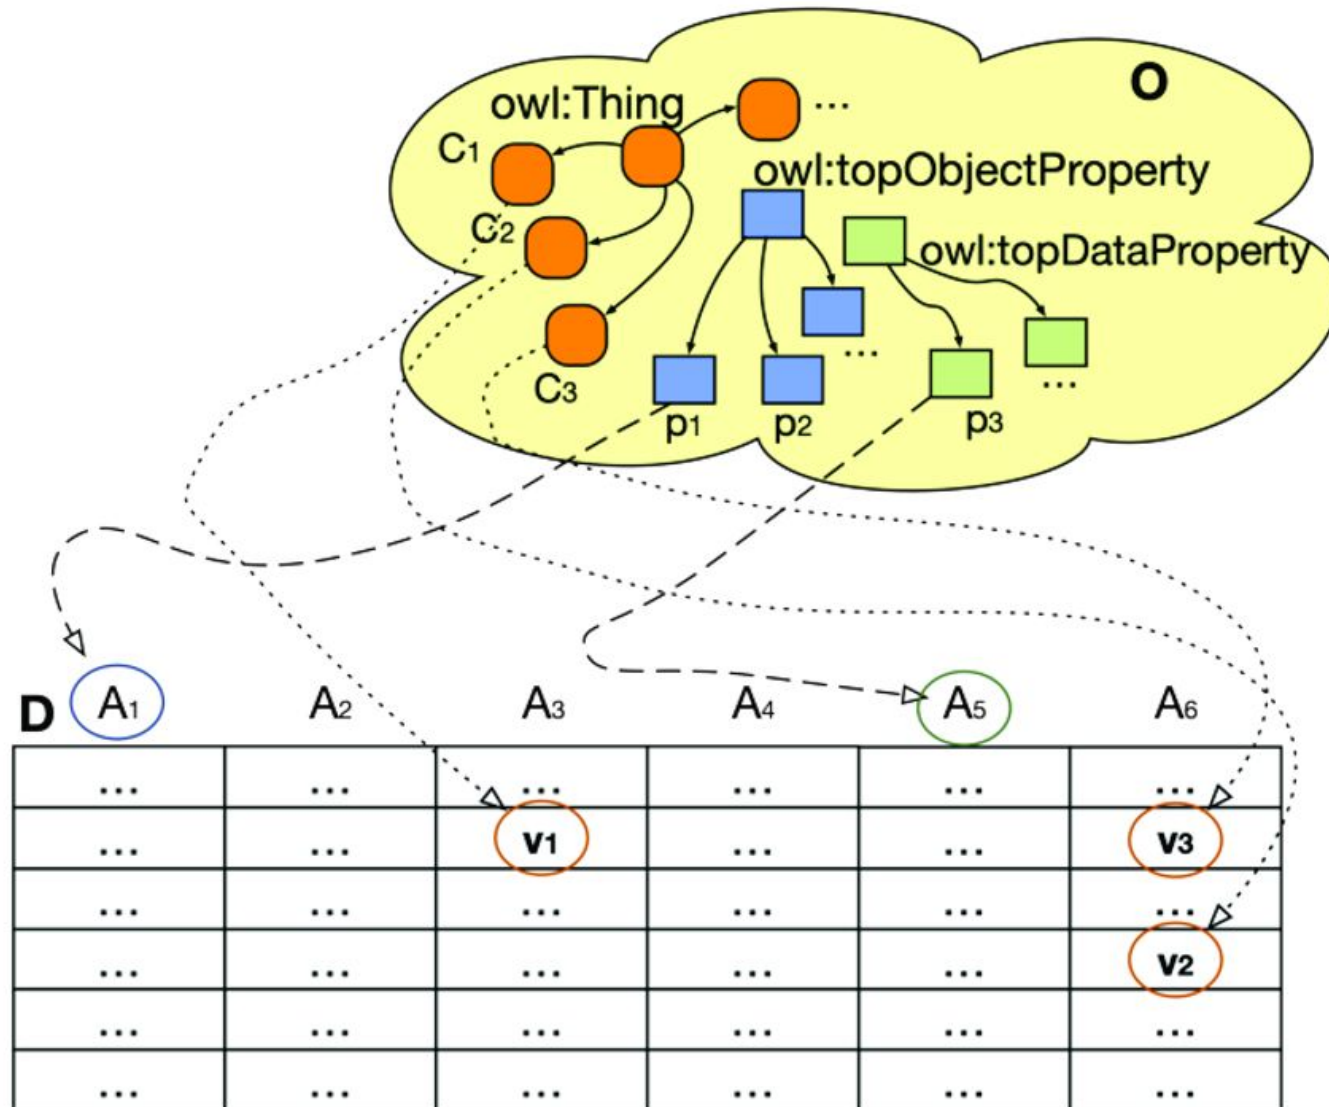 O
owl:Thing
...
C1
owl:topObjectProperty
C2
owl:topDataProperty
...
C3
...
p1 p2 p3
D A1 A2 A3 A4 A5 A6
... ... ... ... ... ...
... ... v1 ... ... v3
... ... ... ... ... ...
... ... ... ... ... v2
... ... ... ... ... ...
... ... ... ... ... ...